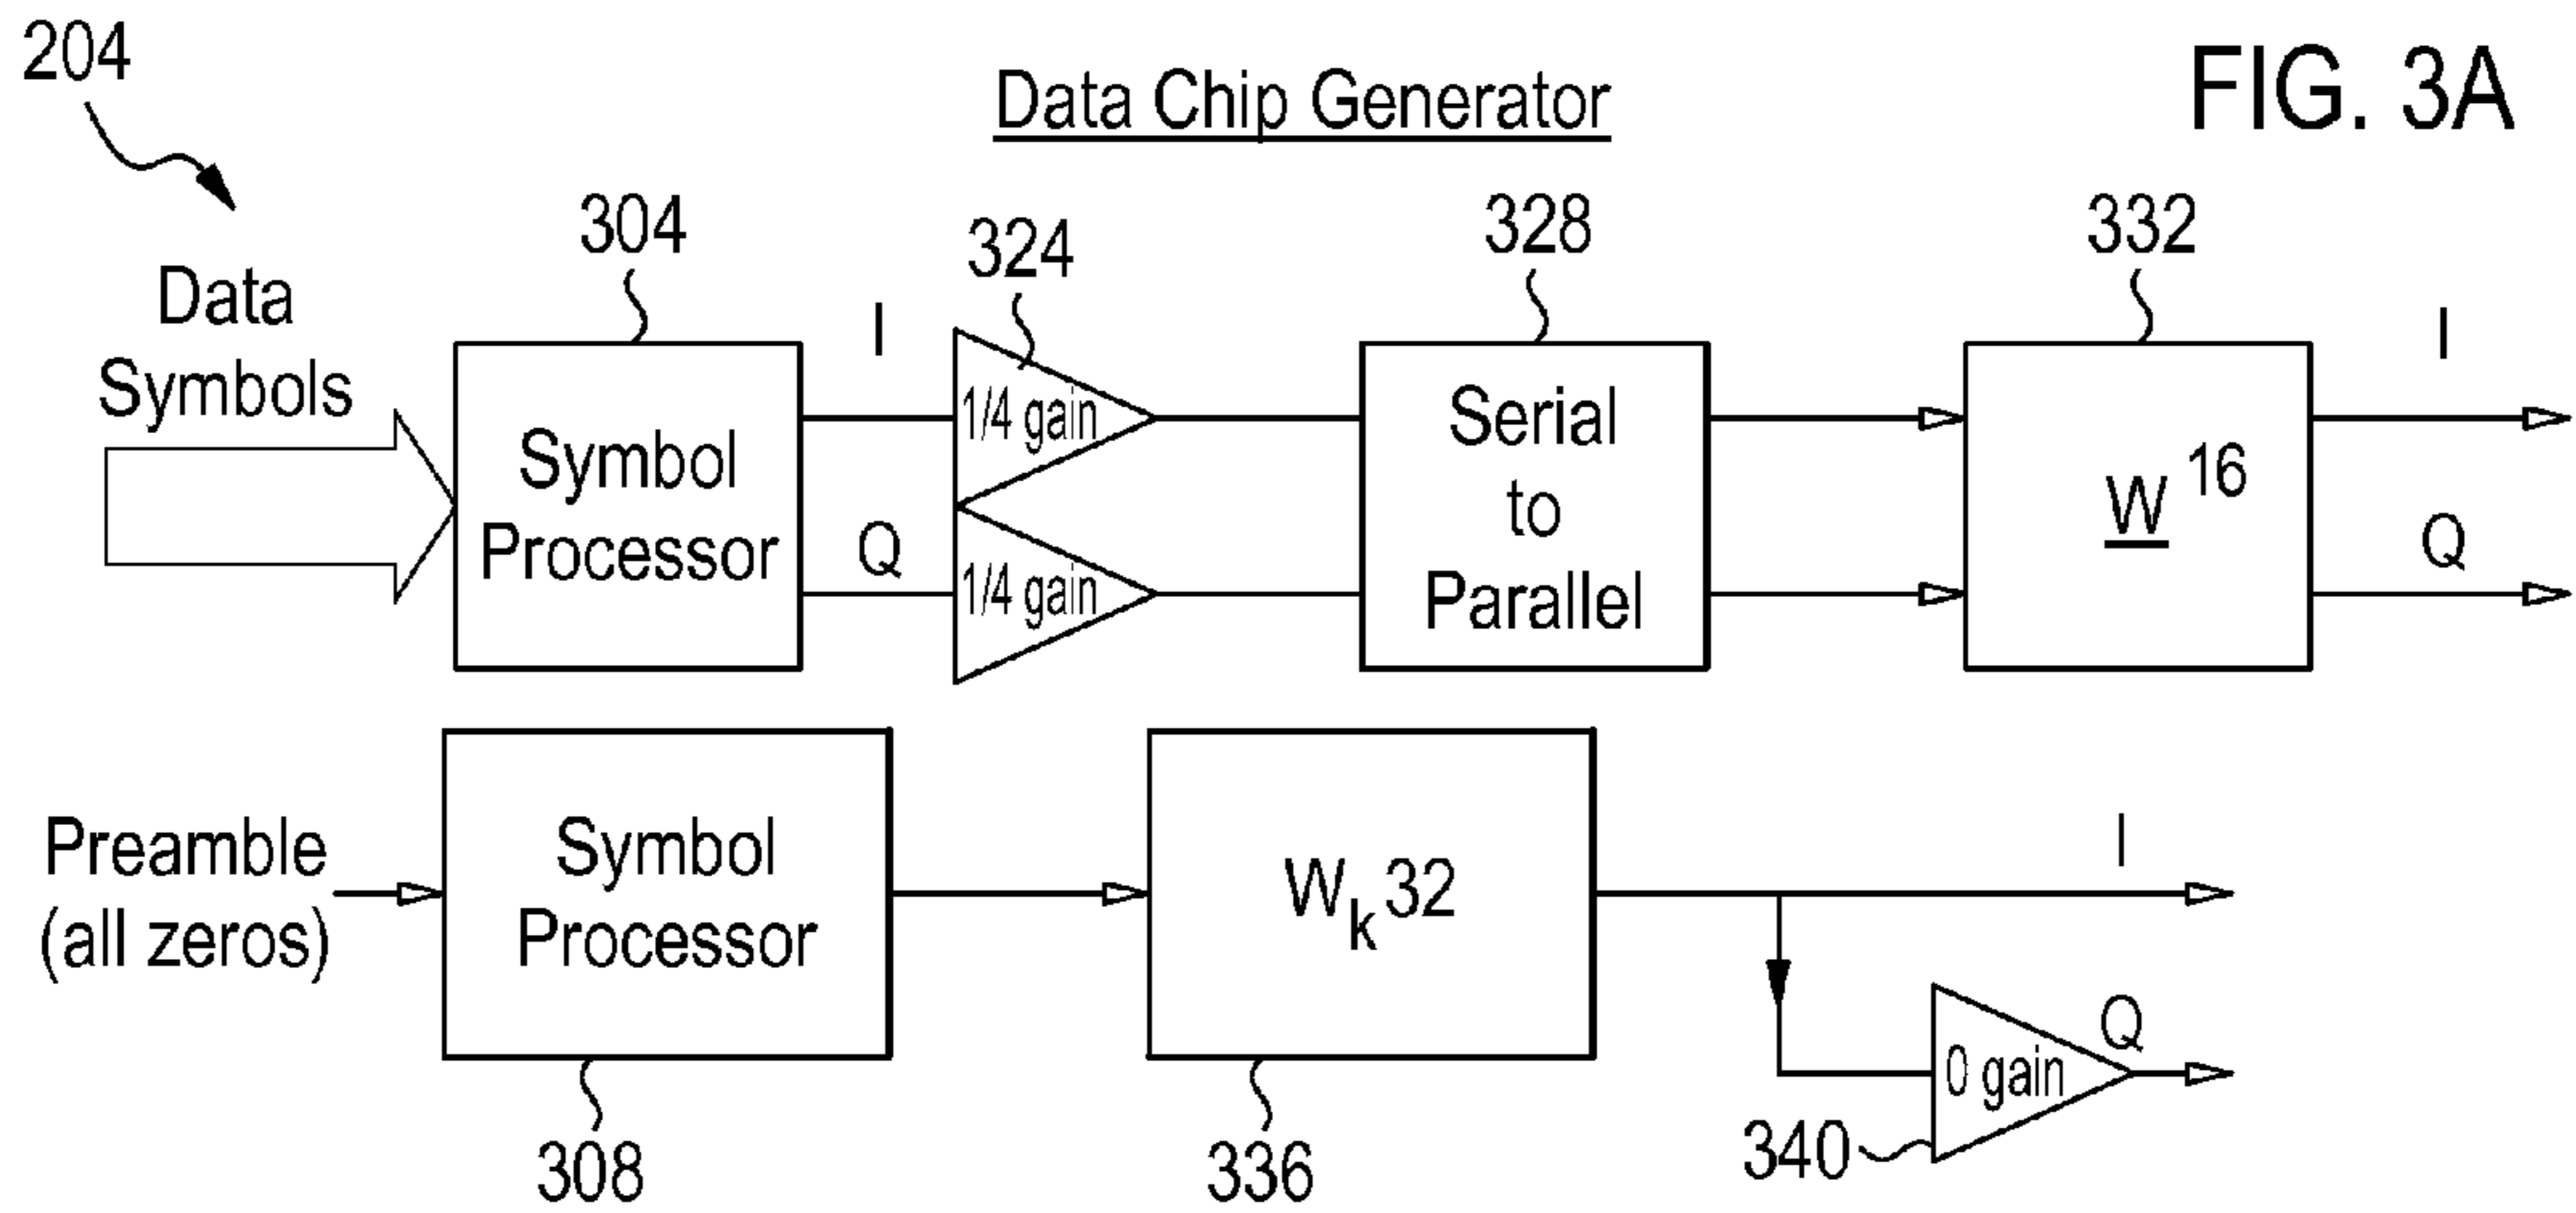 204
Data Chip Generator
FIG. 3A
304
324
328
332
Data
Symbols
Symbol
Processor
I
Q
1/4 gain
1/4 gain
Serial
to
Parallel
W 16
I
Q
Preamble
(all zeros)
Symbol
Processor
Wk32
I
Q
0 gain
308
336
340